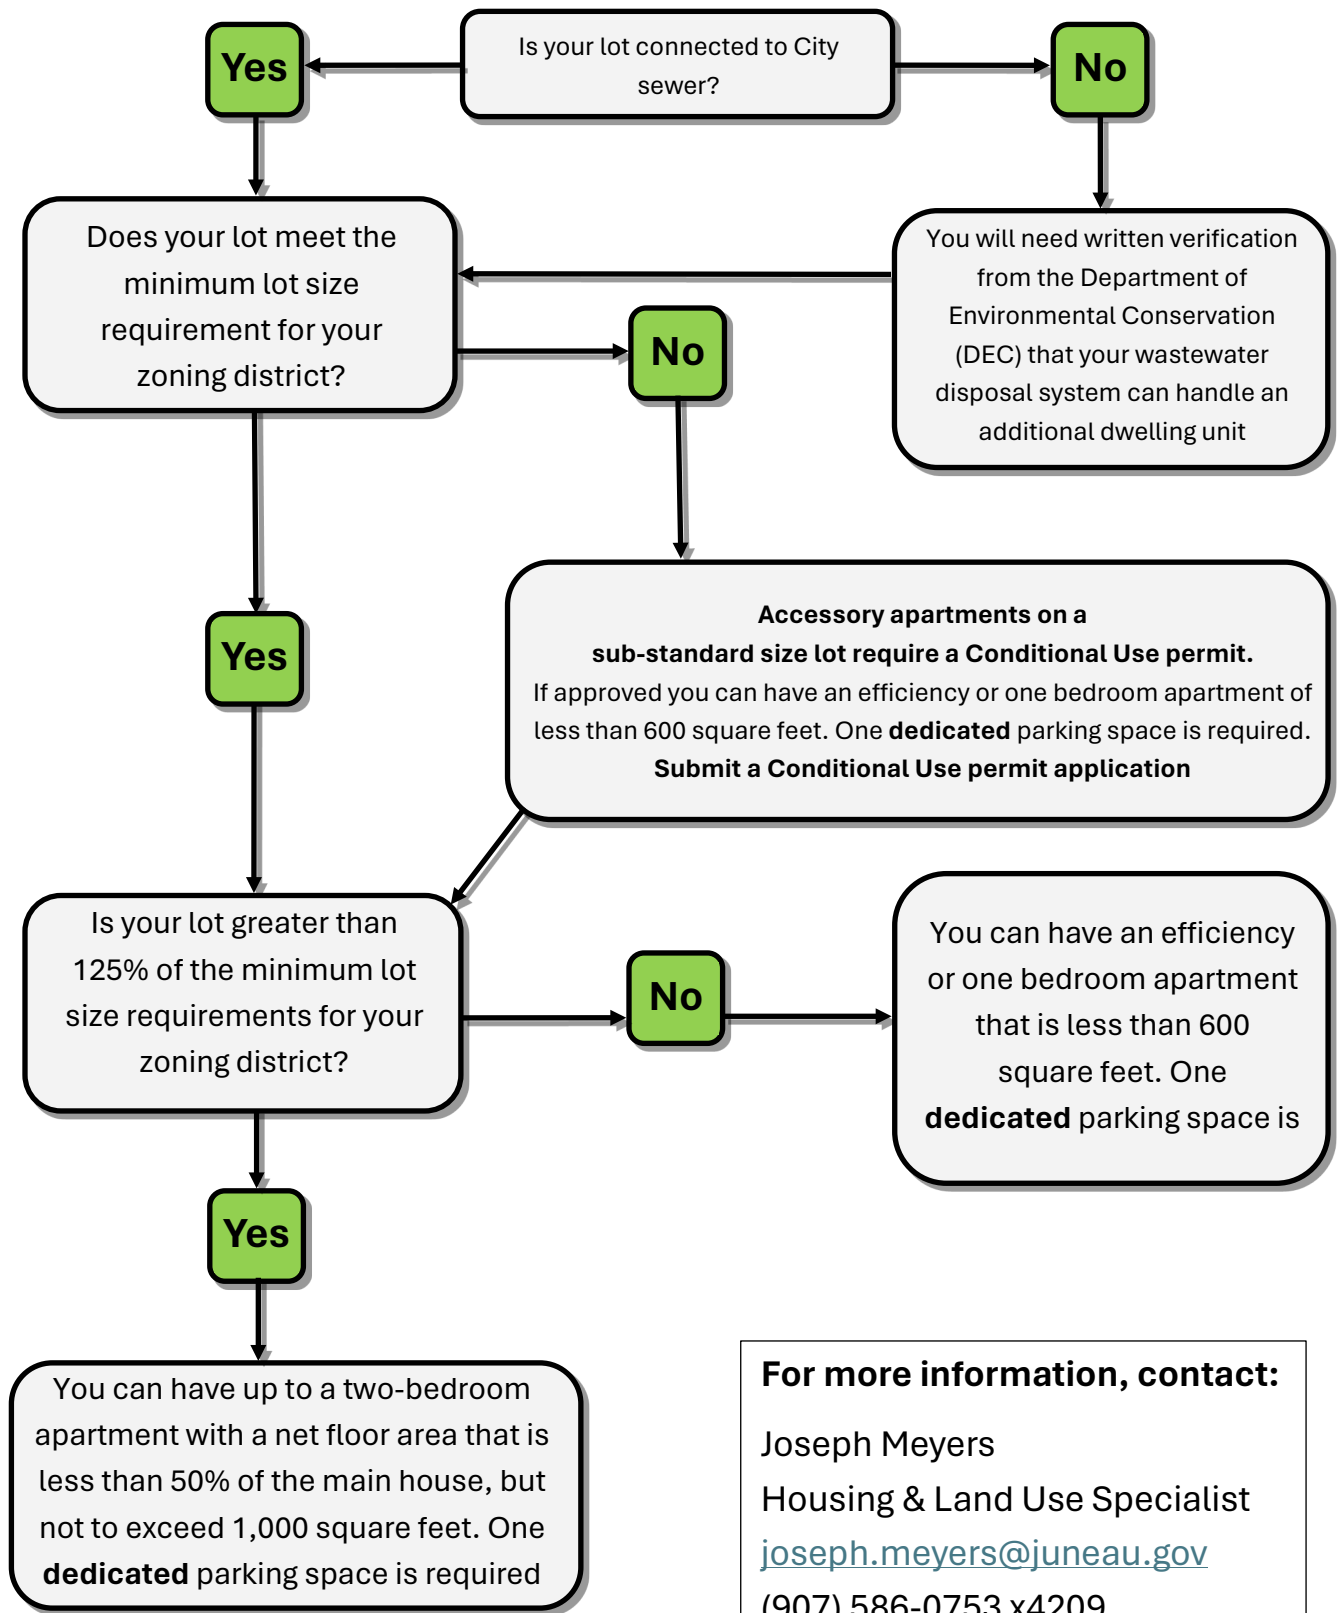 Yes
Is your lot connected to City
sewer?
No
Does your lot meet the
minimum lot size
requirement for your
zoning district?
You will need written verification
from the Department of
Environmental Conservation
(DEC) that your wastewater
disposal system can handle an
additional dwelling unit
No
Yes
Accessory apartments on a
sub-standard size lot require a Conditional Use permit.
If approved you can have an efficiency or one bedroom apartment of
less than 600 square feet. One dedicated parking space is required.
Submit a Conditional Use permit application
Is your lot greater than
125% of the minimum lot
size requirements for your
zoning district?
No
You can have an efficiency
or one bedroom apartment
that is less than 600
square feet. One
dedicated parking space is
Yes
You can have up to a two-bedroom
apartment with a net floor area that is
less than 50% of the main house, but
not to exceed 1,000 square feet. One
dedicated parking space is required
For more information, contact:
Joseph Meyers
Housing & Land Use Specialist
joseph.meyers@juneau.gov
(907) 586-0753 x4209